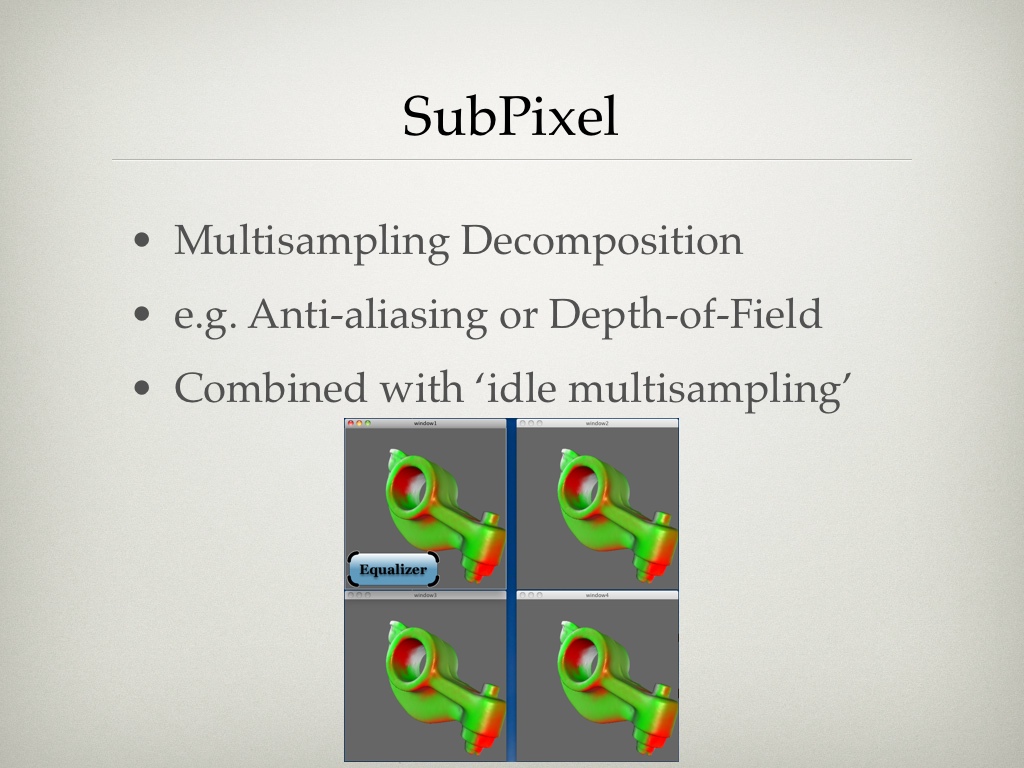 SubPixel
• Multisampling Decomposition
• e.g. Anti-aliasing or Depth-of-Field
• Combined with ‘idle multisampling’
window1
window2
Equalizer
window3
window4